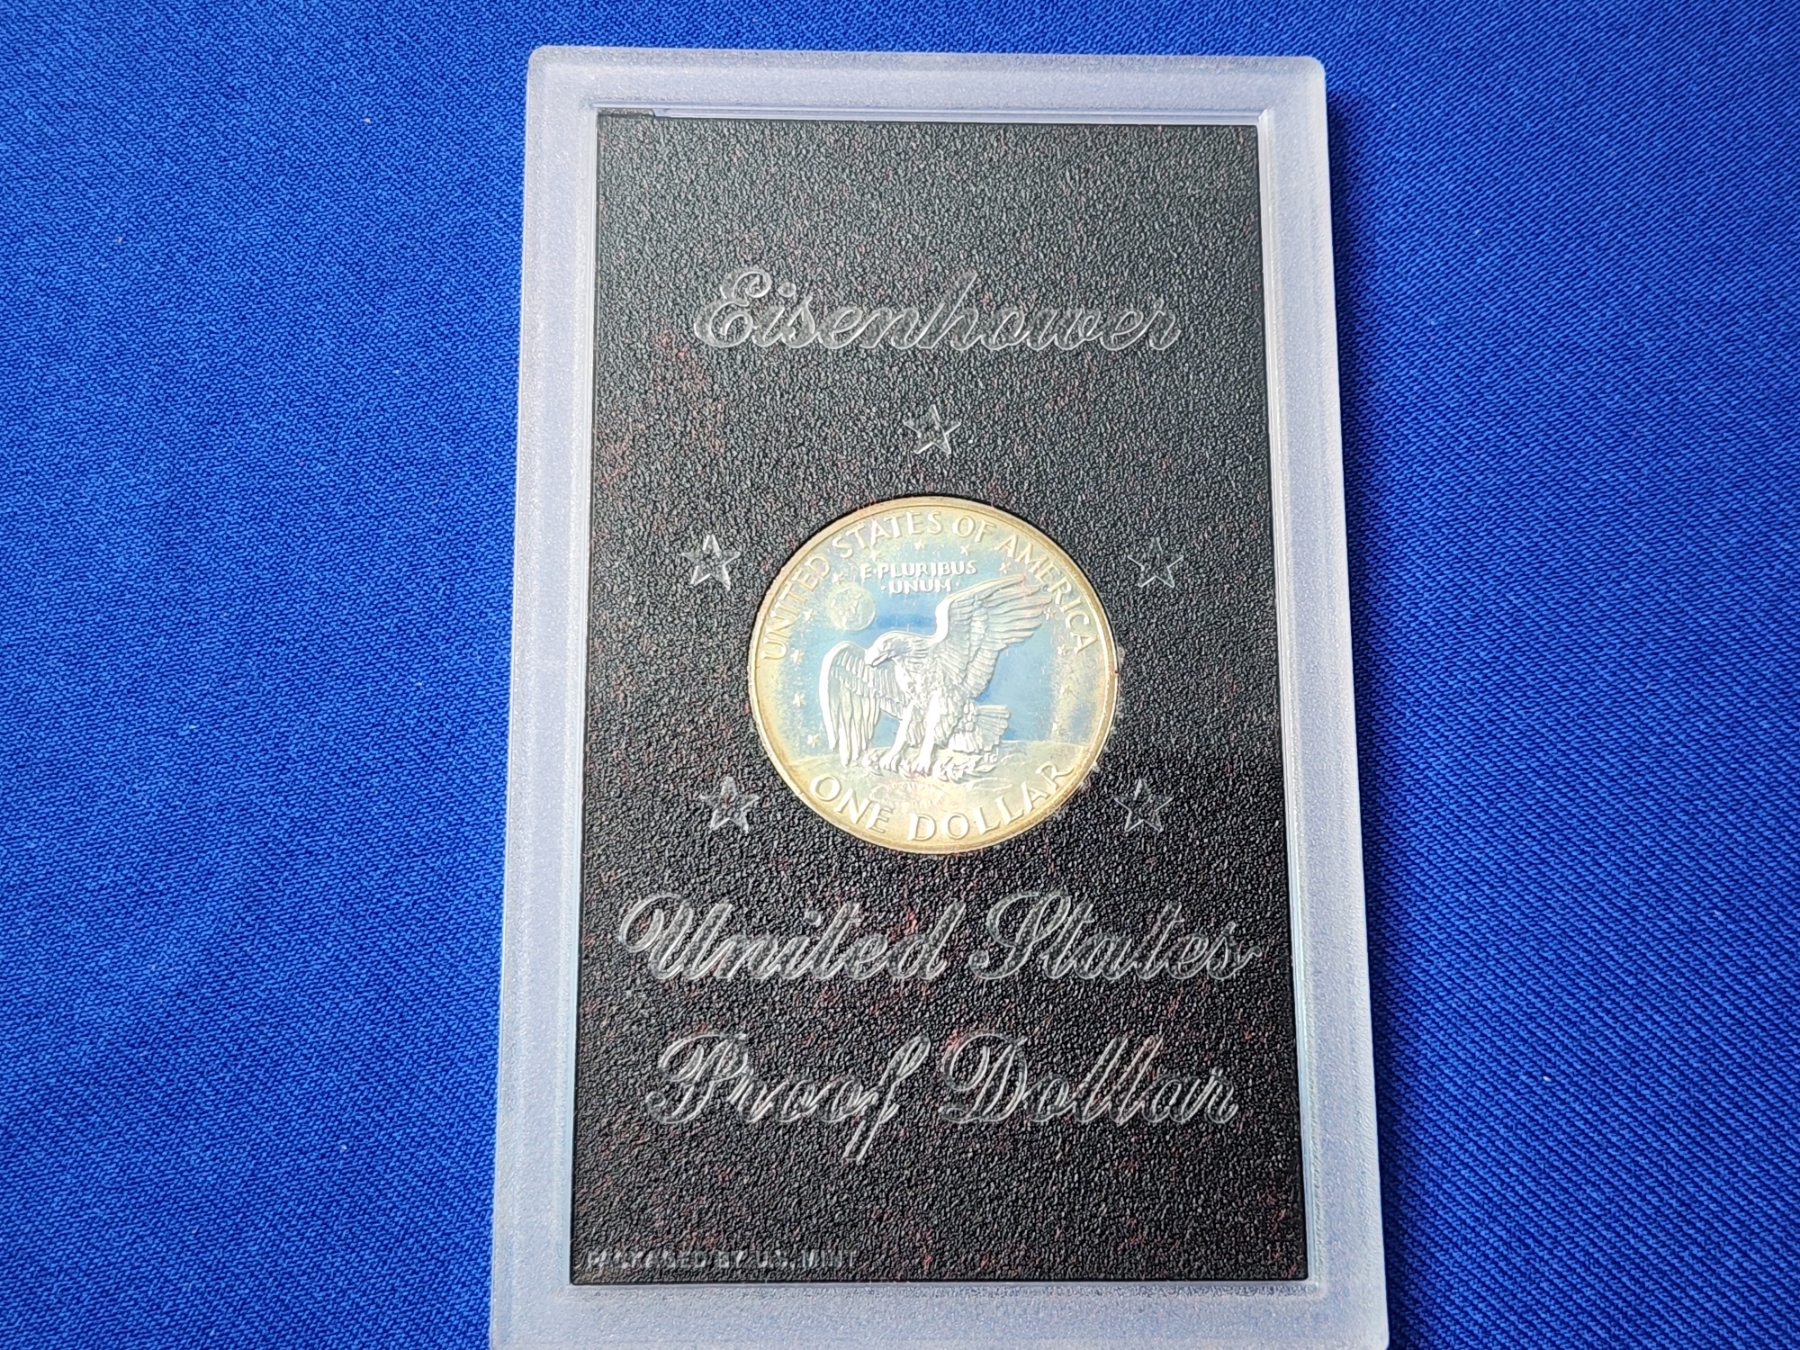 Eisenhower
UNITED STATES OF AMERICA
E·PLURIBUS
·UNUM·
ONE DOLLAR
United States
Proof Dollar
PACKAGED BY U.S. MINT